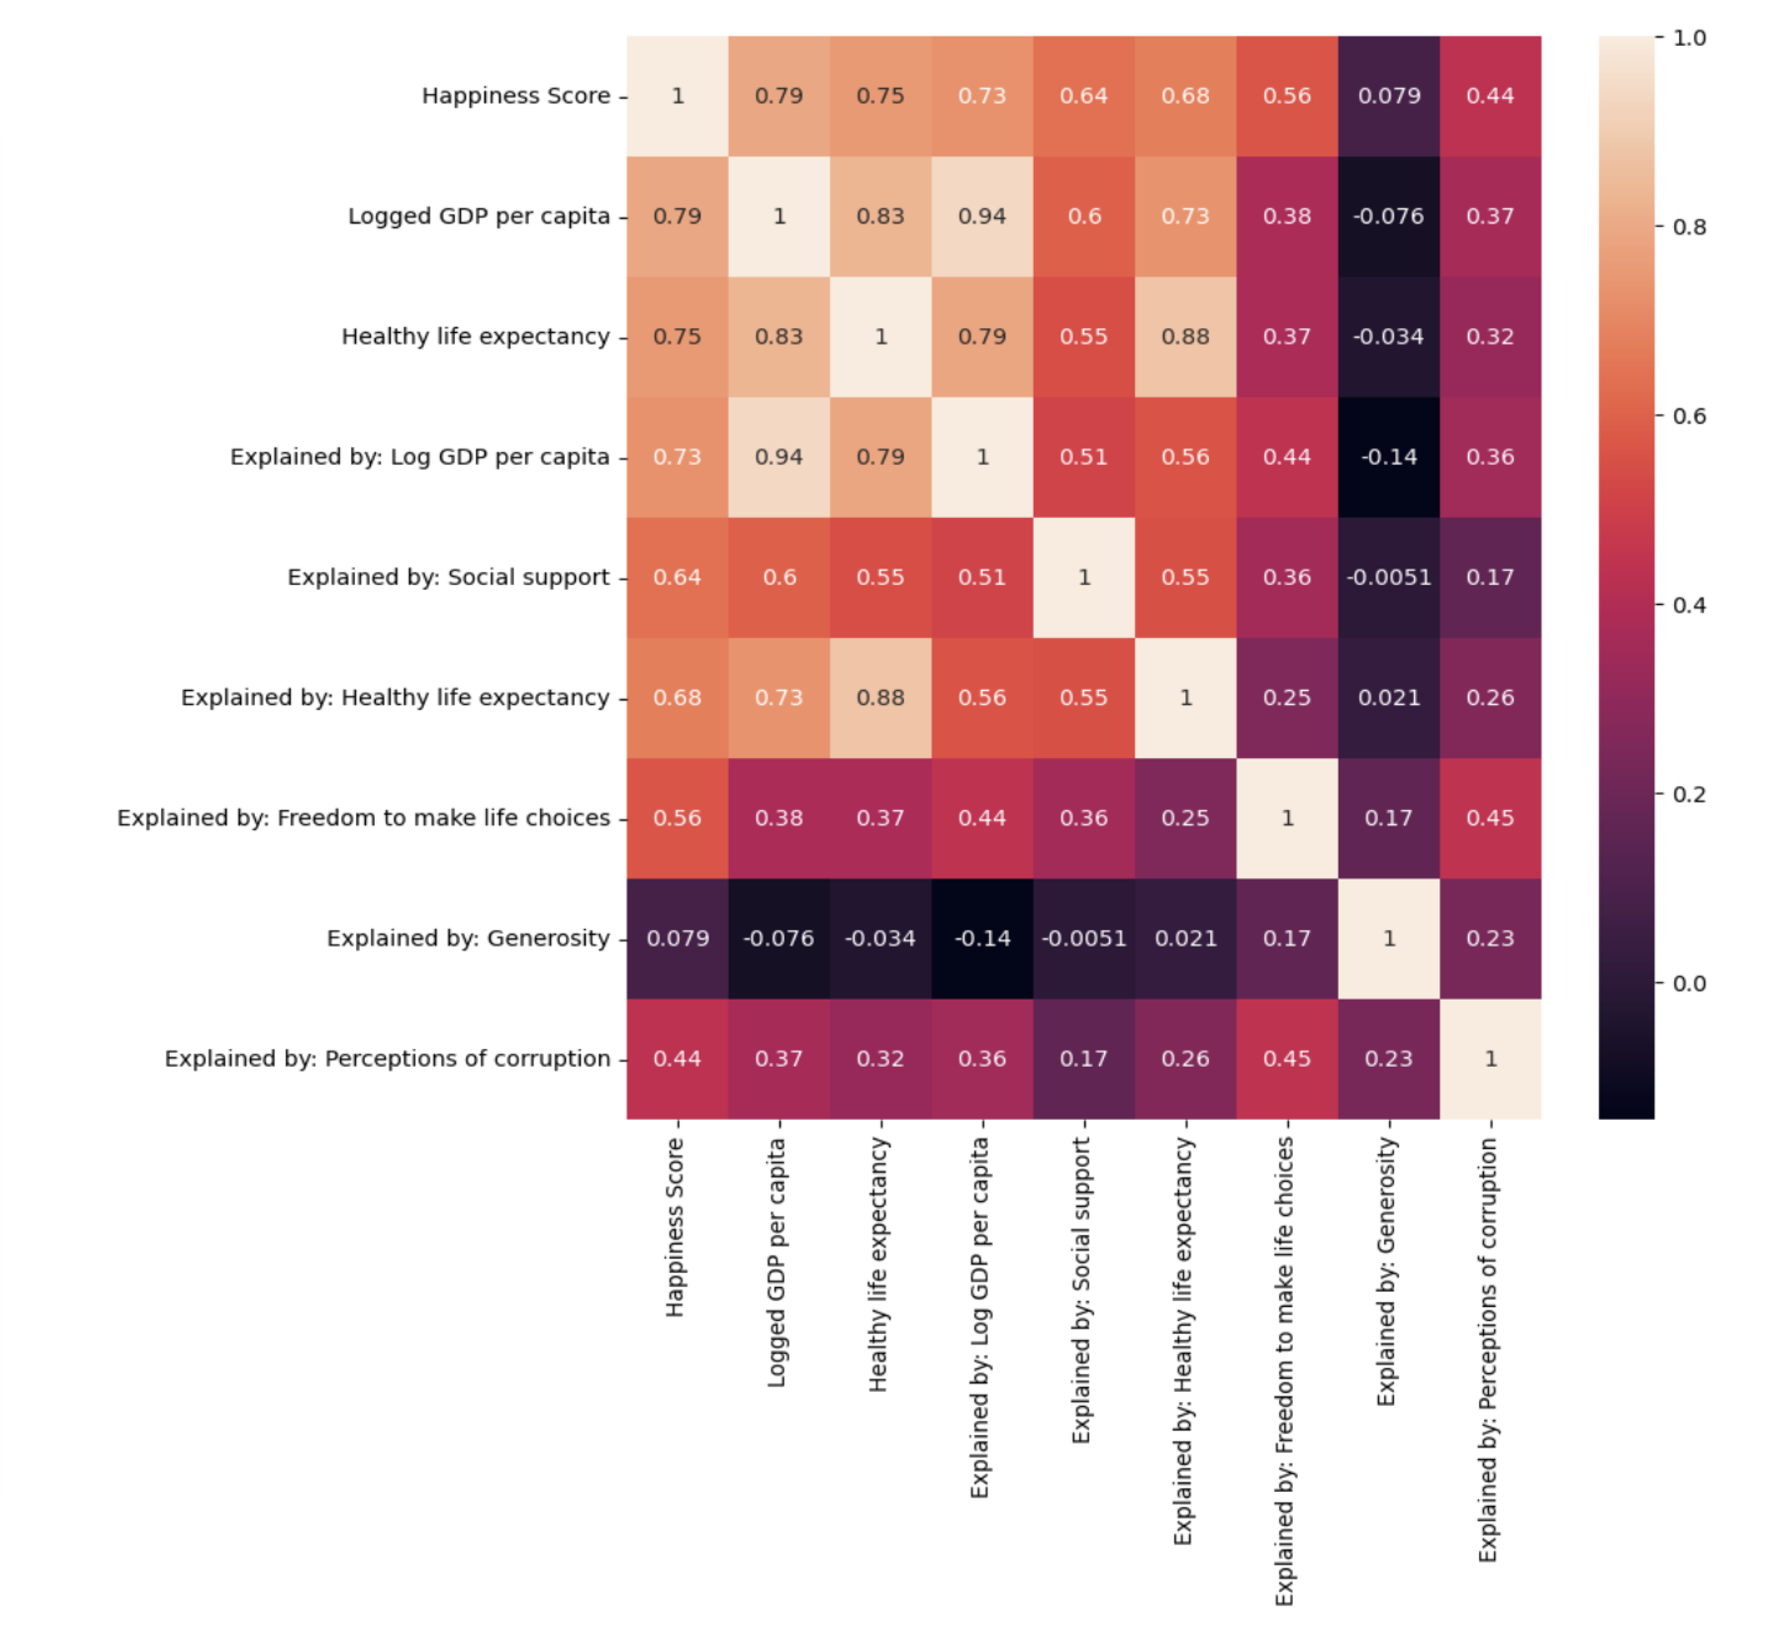 Happiness Score 1 0.79 0.75 0.73 0.64 0.68 0.56 0.079 0.44
Logged GDP per capita 0.79 1 0.83 0.94 0.6 0.73 0.38 -0.076 0.37
Healthy life expectancy 0.75 0.83 1 0.79 0.55 0.88 0.37 -0.034 0.32
Explained by: Log GDP per capita 0.73 0.94 0.79 1 0.51 0.56 0.44 -0.14 0.36
Explained by: Social support 0.64 0.6 0.55 0.51 1 0.55 0.36 -0.0051 0.17
Explained by: Healthy life expectancy 0.68 0.73 0.88 0.56 0.55 1 0.25 0.021 0.26
Explained by: Freedom to make life choices 0.56 0.38 0.37 0.44 0.36 0.25 1 0.17 0.45
Explained by: Generosity 0.079 -0.076 -0.034 -0.14 -0.0051 0.021 0.17 1 0.23
Explained by: Perceptions of corruption 0.44 0.37 0.32 0.36 0.17 0.26 0.45 0.23 1
Happiness Score
Logged GDP per capita
Healthy life expectancy
Explained by: Log GDP per capita
Explained by: Social support
Explained by: Healthy life expectancy
Explained by: Freedom to make life choices
Explained by: Generosity
Explained by: Perceptions of corruption
1.0
0.8
0.6
0.4
0.2
0.0